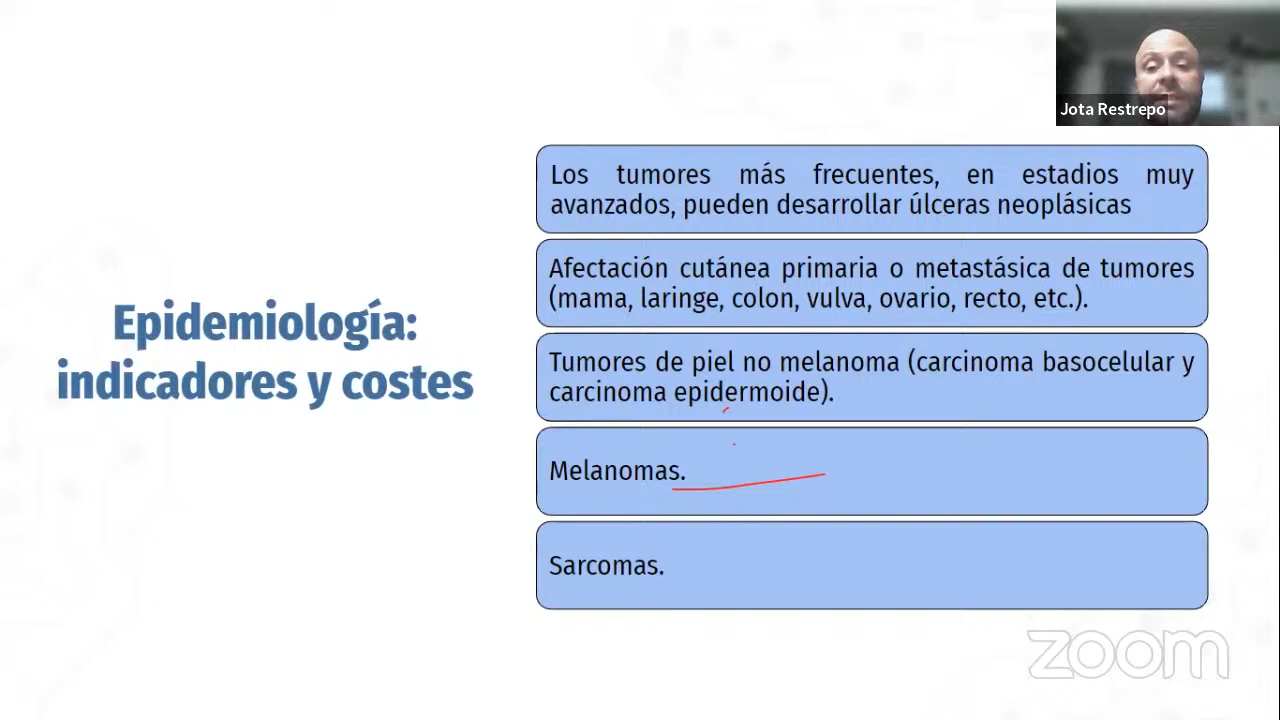 Jota Restrepo
Epidemiología:
indicadores y costes
Los tumores más frecuentes, en estadios muy
avanzados, pueden desarrollar úlceras neoplásicas
Afectación cutánea primaria o metastásica de tumores
(mama, laringe, colon, vulva, ovario, recto, etc.).
Tumores de piel no melanoma (carcinoma basocelular y
carcinoma epidermoide).
Melanomas.
Sarcomas.
zoom